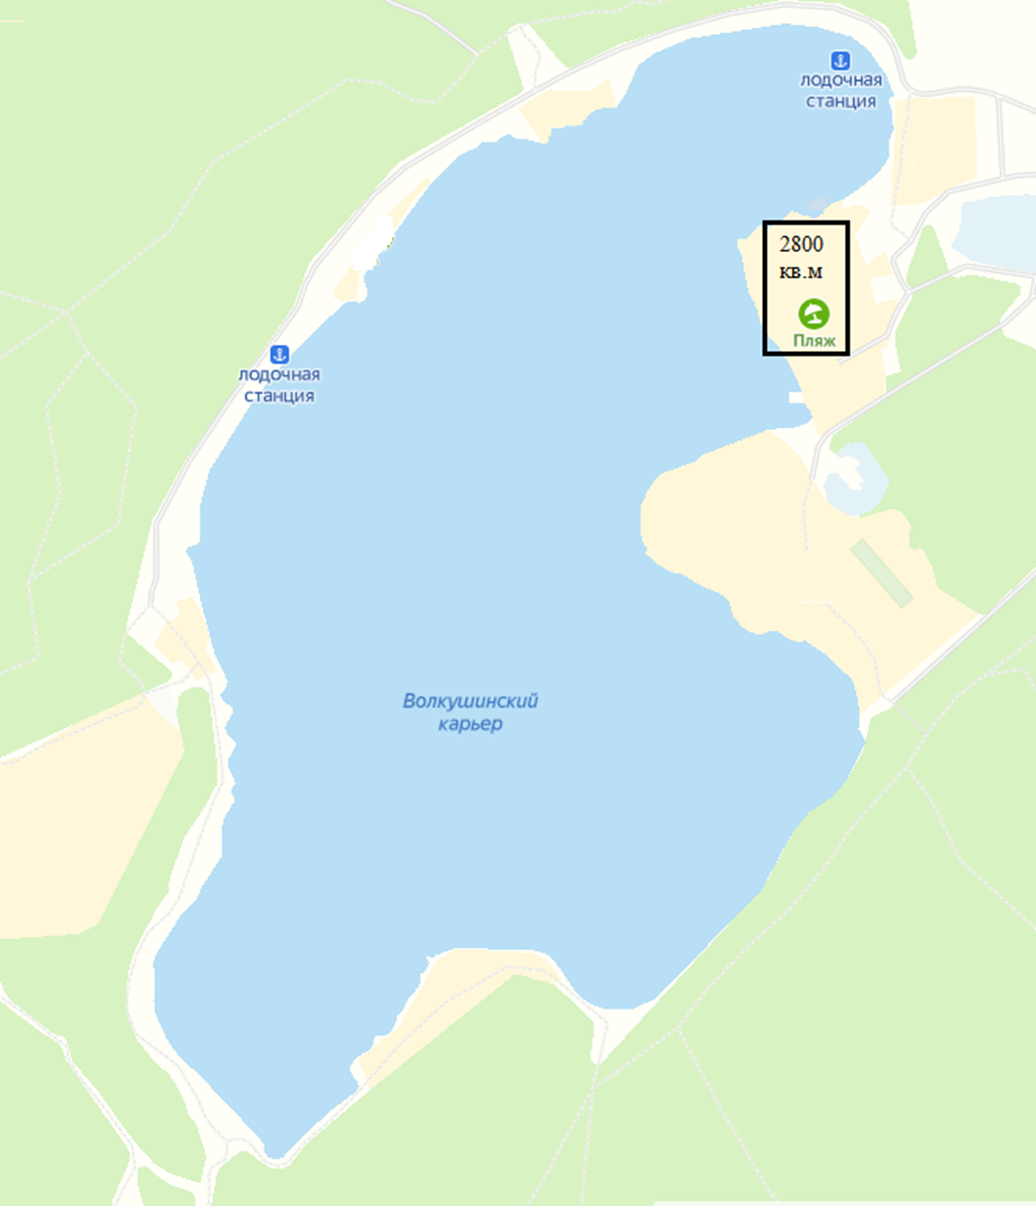 лодочная
станция
2800
кв.м
Пляж
лодочная
станция
Волкушинский
карьер